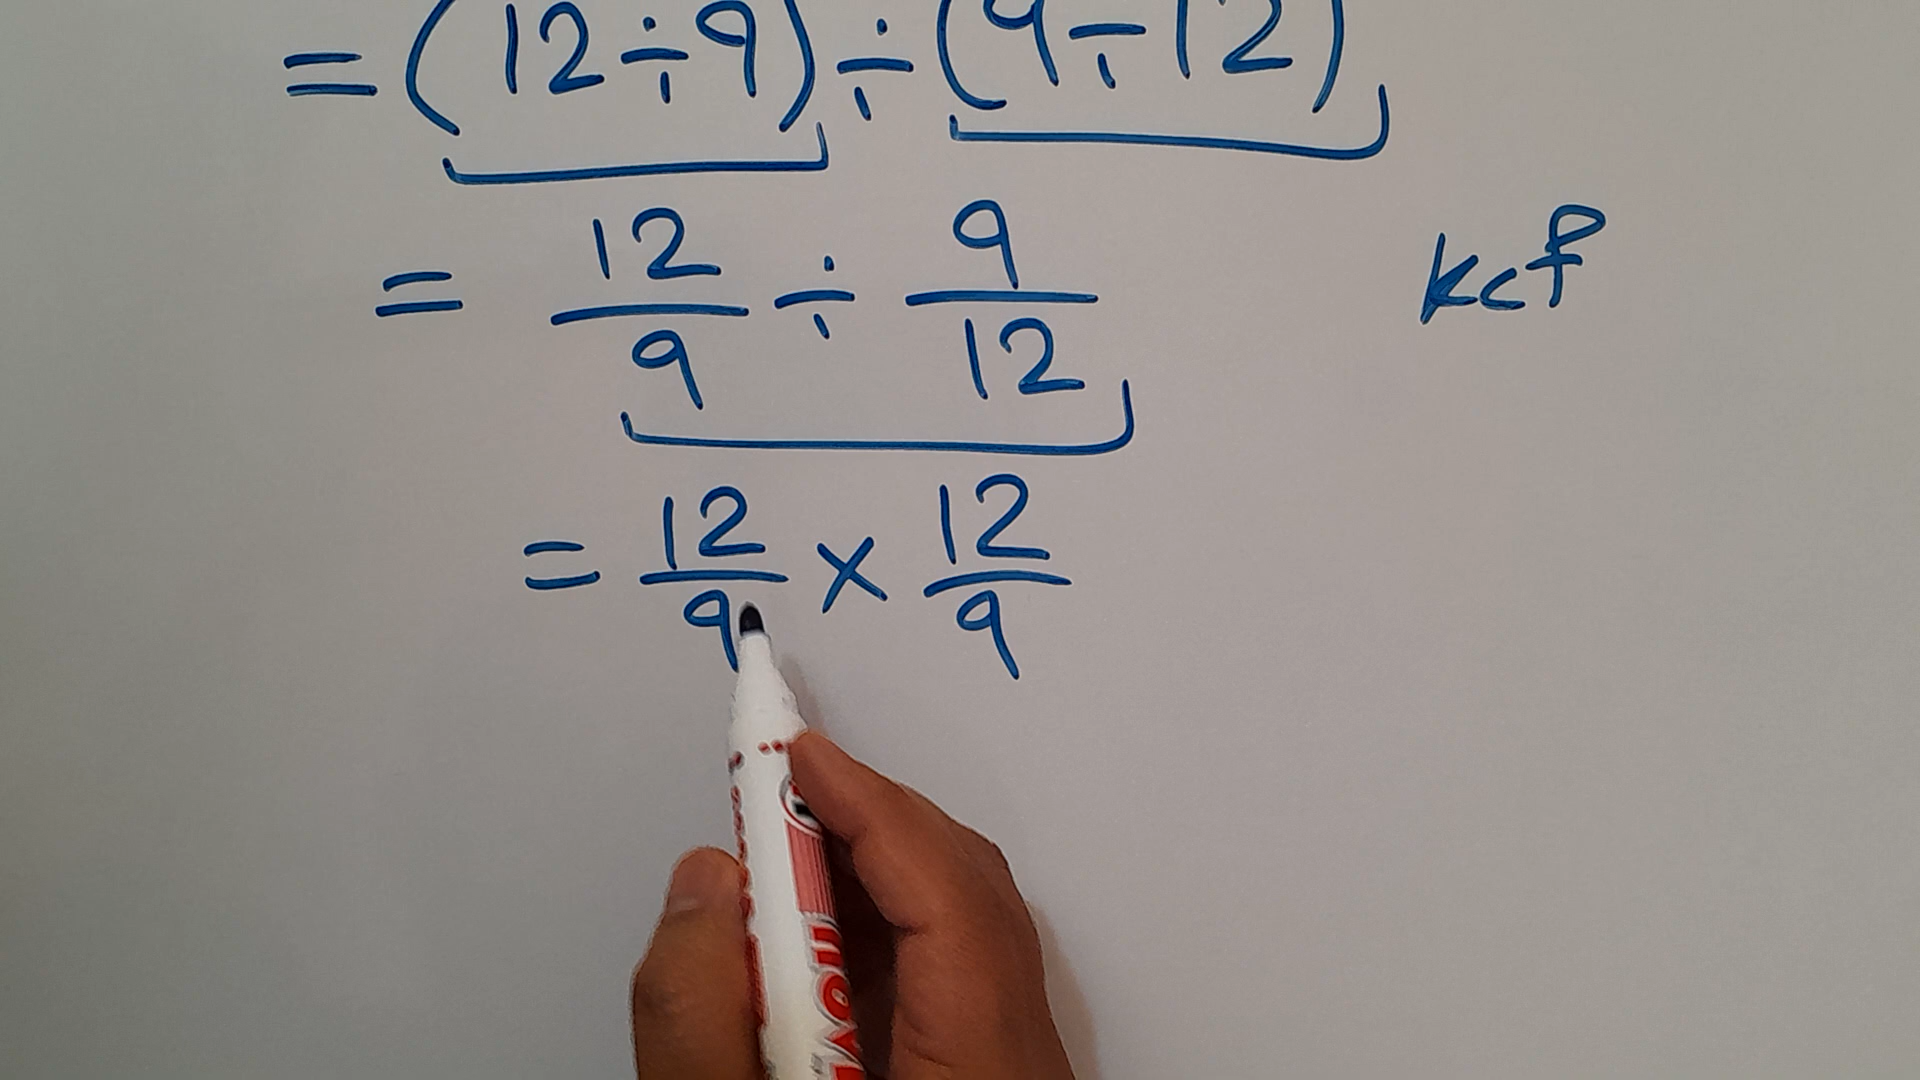 = (12÷9)÷(9÷12)
= 12/9 ÷ 9/12 kcf
= 12/9 × 12/9